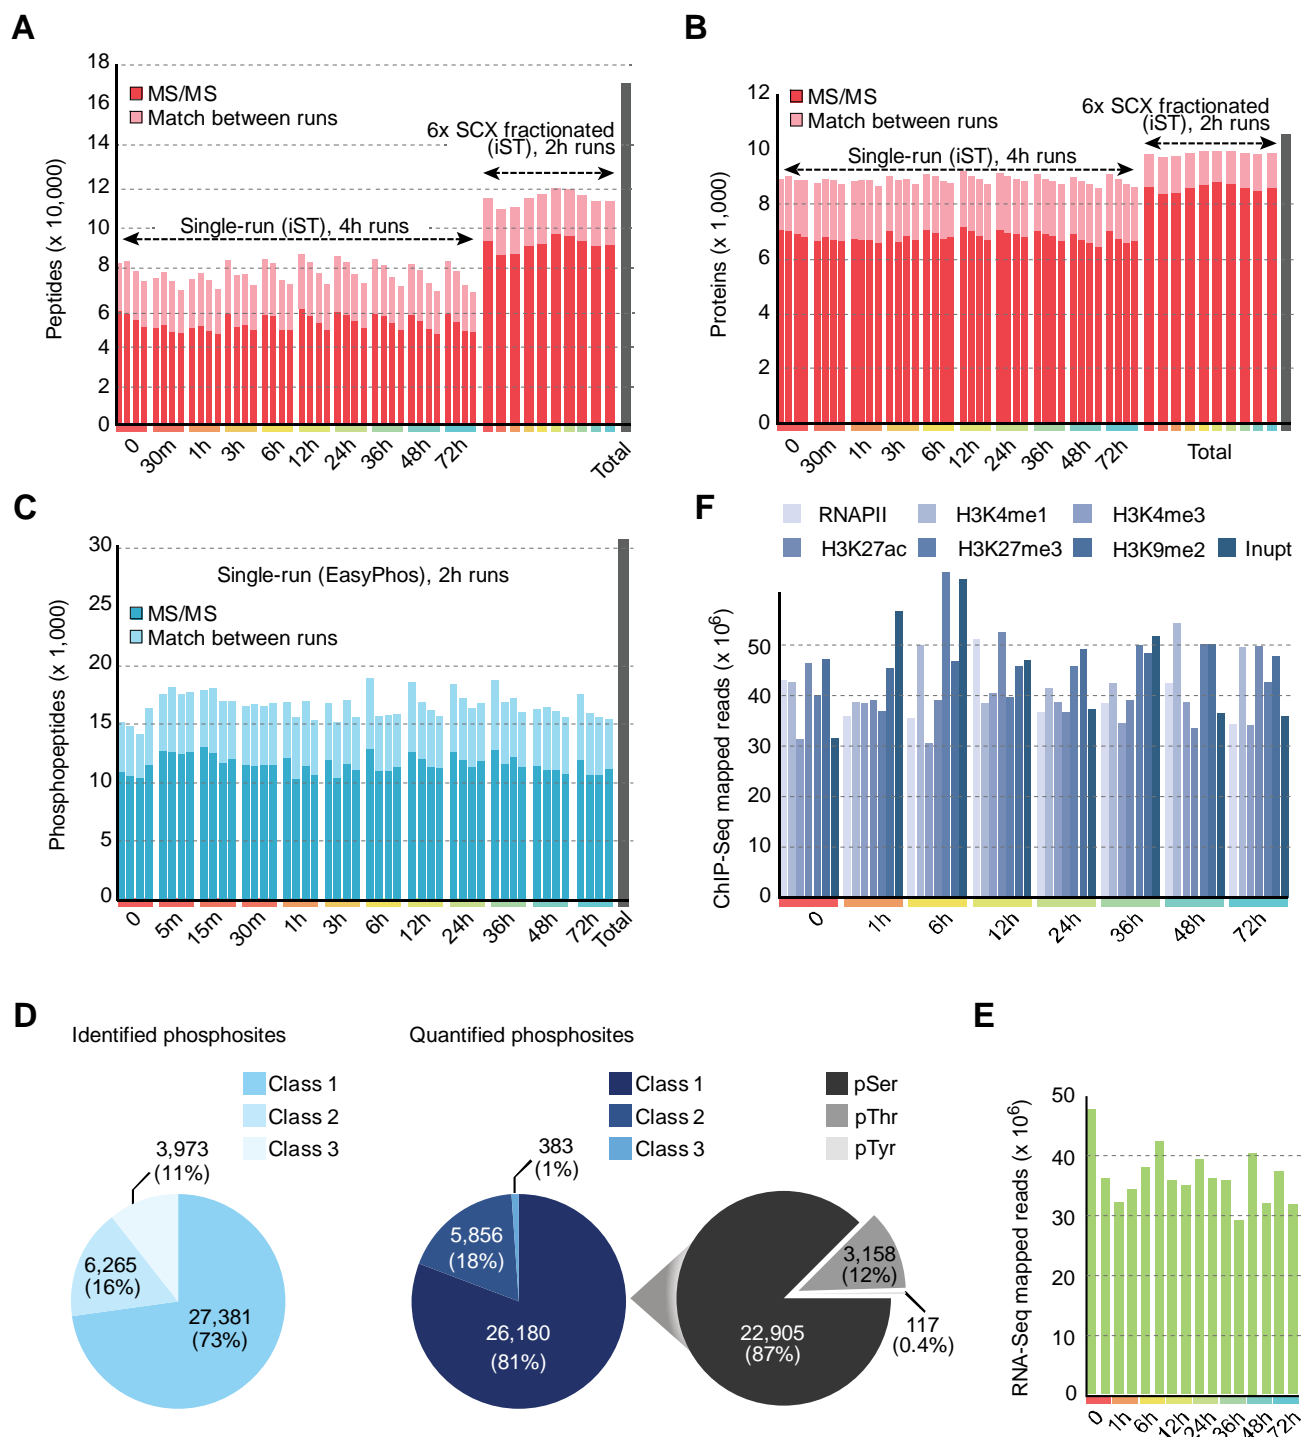 A
18
16
14
12
10
8
6
4
2
0
Peptides (x 10,000)
MS/MS
Match between runs
6x SCX fractionated
(iST), 2h runs
Single-run (iST), 4h runs
0
30m
1h
3h
6h
12h
24h
36h
48h
72h
Total
B
12
10
8
6
4
2
0
Proteins (x 1,000)
MS/MS
Match between runs
6x SCX fractionated
(iST), 2h runs
Single-run (iST), 4h runs
0
30m
1h
3h
6h
12h
24h
36h
48h
72h
Total
C
30
25
20
15
10
5
0
Phosphopeptides (x 1,000)
Single-run (EasyPhos), 2h runs
MS/MS
Match between runs
0
5m
15m
30m
1h
3h
6h
12h
24h
36h
48h
72h
Total
F
RNAPII
H3K4me1
H3K4me3
H3K27ac
H3K27me3
H3K9me2
Inupt
ChIP-Seq mapped reads (x 10⁶)
50
40
30
20
10
0
0
1h
6h
12h
24h
36h
48h
72h
D
Identified phosphosites
Class 1
Class 2
Class 3
3,973
(11%)
6,265
(16%)
27,381
(73%)
Quantified phosphosites
Class 1
Class 2
Class 3
383
(1%)
5,856
(18%)
26,180
(81%)
pSer
pThr
pTyr
3,158
(12%)
117
(0.4%)
22,905
(87%)
E
50
40
30
20
10
0
RNA-Seq mapped reads (x 10⁶)
0
1h
6h
12h
24h
36h
48h
72h